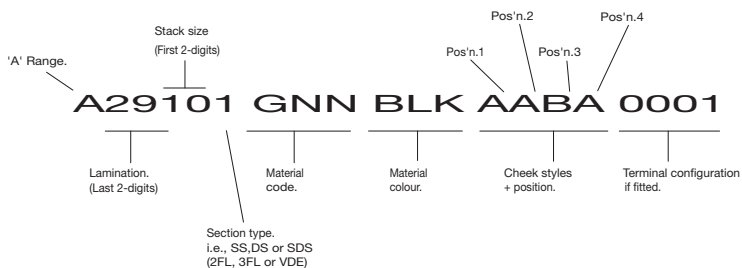 Pos'n.2
Pos'n.4
Stack size
(First 2-digits)
Pos'n.1
Pos'n.3
'A' Range.
A29101 GNN BLK AABA 0001
Lamination.
(Last 2-digits)
Material
code.
Material
colour.
Cheek styles
+ position.
Terminal configuration
if fitted.
Section type.
i.e., SS,DS or SDS
(2FL, 3FL or VDE)